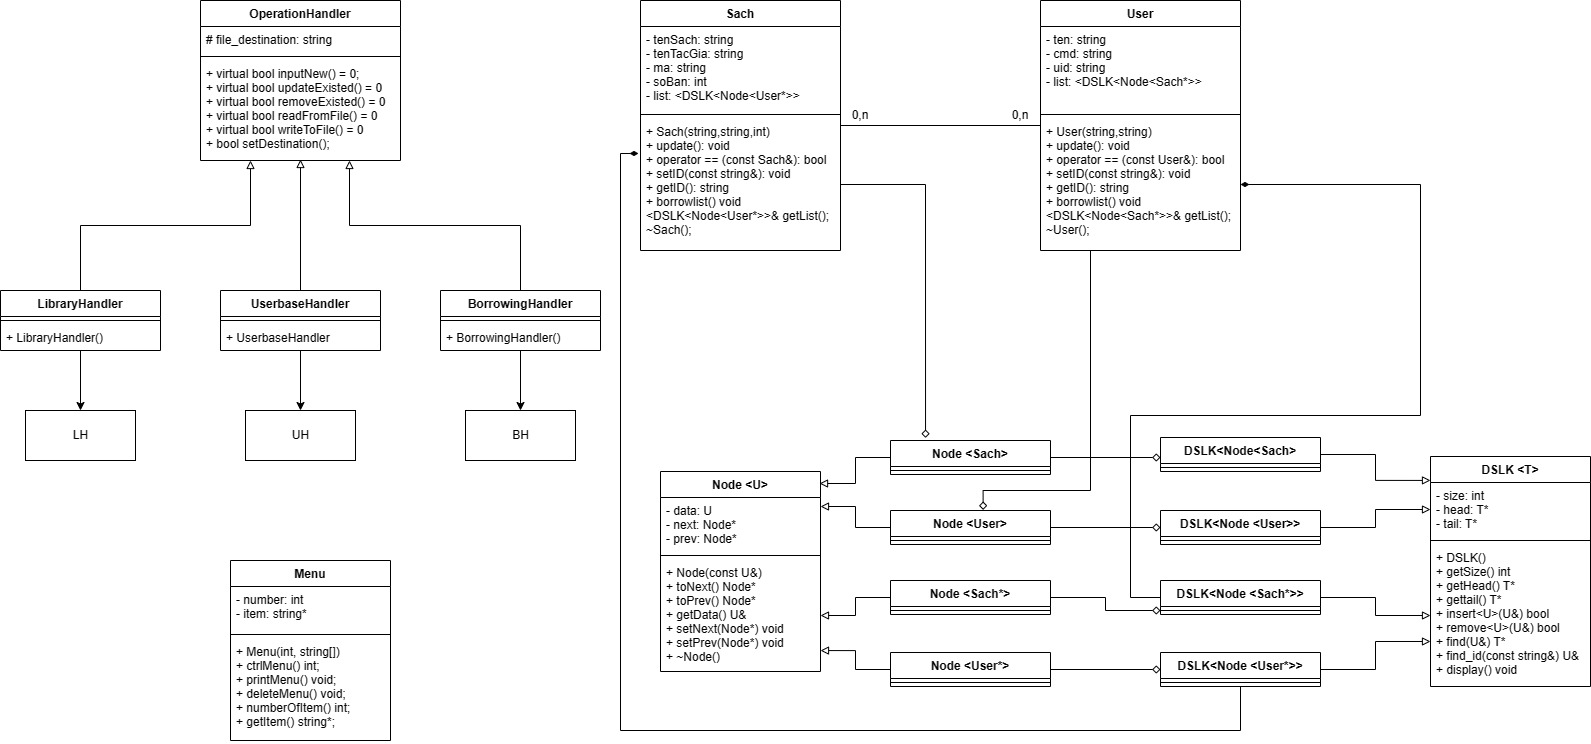 OperationHandler
# file_destination: string
+ virtual bool inputNew() = 0;
+ virtual bool updateExisted() = 0
+ virtual bool removeExisted() = 0
+ virtual bool readFromFile() = 0
+ virtual bool writeToFile() = 0
+ bool setDestination();
LibraryHandler
+ LibraryHandler()
UserbaseHandler
+ UserbaseHandler
BorrowingHandler
+ BorrowingHandler()
LH
UH
BH
Menu
- number: int
- item: string*
+ Menu(int, string[])
+ ctrlMenu() int;
+ printMenu() void;
+ deleteMenu() void;
+ numberOfItem() int;
+ getItem() string*;
Sach
- tenSach: string
- tenTacGia: string
- ma: string
- soBan: int
- list: <DSLK<Node<User*>>
+ Sach(string,string,int)
+ update(): void
+ operator == (const Sach&): bool
+ setID(const string&): void
+ getID(): string
+ borrowlist() void
<DSLK<Node<User*>>& getList();
~Sach();
0,n
0,n
User
- ten: string
- cmd: string
- uid: string
- list: <DSLK<Node<Sach*>>
+ User(string,string)
+ update(): void
+ operator == (const User&): bool
+ setID(const string&): void
+ getID(): string
+ borrowlist() void
<DSLK<Node<Sach*>>& getList();
~User();
Node <U>
- data: U
- next: Node*
- prev: Node*
+ Node(const U&)
+ toNext() Node*
+ toPrev() Node*
+ getData() U&
+ setNext(Node*) void
+ setPrev(Node*) void
+ ~Node()
Node <Sach>
Node <User>
Node <Sach*>
Node <User*>
DSLK<Node<Sach>
DSLK<Node <User>>
DSLK<Node <Sach*>>
DSLK<Node <User*>>
DSLK <T>
- size: int
- head: T*
- tail: T*
+ DSLK()
+ getSize() int
+ getHead() T*
+ gettail() T*
+ insert<U>(U&) bool
+ remove<U>(U&) bool
+ find(U&) T*
+ find_id(const string&) U&
+ display() void